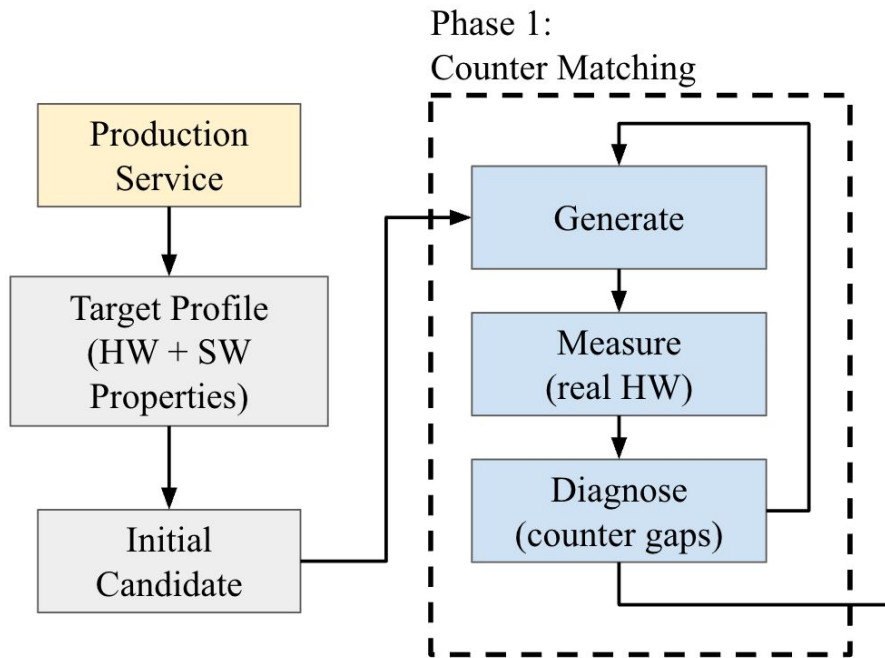 Phase 1:
Counter Matching
Production
Service
Target Profile
(HW + SW
Properties)
Initial
Candidate
Generate
Measure
(real HW)
Diagnose
(counter gaps)